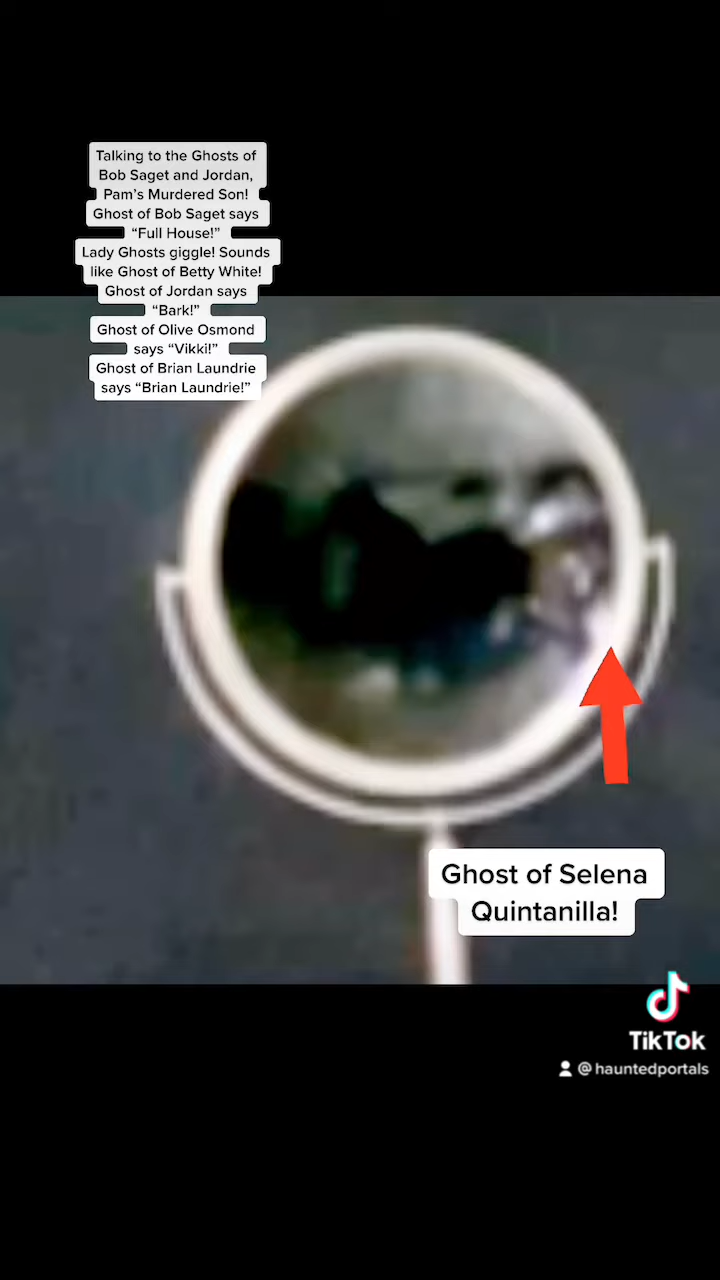 Talking to the Ghosts of
Bob Saget and Jordan,
Pam’s Murdered Son!
Ghost of Bob Saget says
“Full House!”
Lady Ghosts giggle! Sounds
like Ghost of Betty White!
Ghost of Jordan says
“Bark!”
Ghost of Olive Osmond
says “Vikki!”
Ghost of Brian Laundrie
says “Brian Laundrie!”
Ghost of Selena
Quintanilla!
TikTok
@hauntedportals